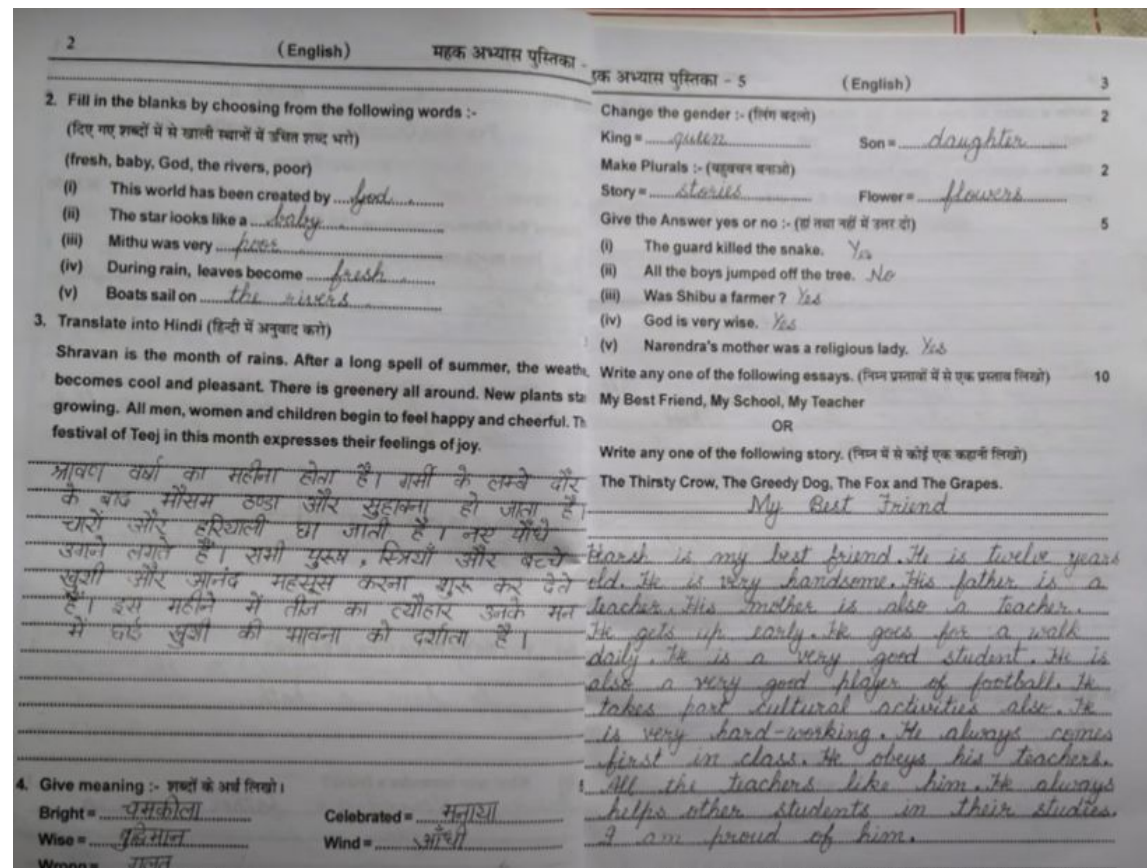 2 (English) महक अभ्यास पुस्तिका -
2. Fill in the blanks by choosing from the following words :-
(दिए गए शब्दों में से खाली स्थानों में उचित शब्द भरो)
(fresh, baby, God, the rivers, poor)
(i) This world has been created by ....God.............
(ii) The star looks like a ....baby.............
(iii) Mithu was very ....poor.............
(iv) During rain, leaves become ....fresh.............
(v) Boats sail on ....the rivers.............
3. Translate into Hindi (हिन्दी में अनुवाद करो)
Shravan is the month of rains. After a long spell of summer, the weathe
becomes cool and pleasant. There is greenery all around. New plants sta
growing. All men, women and children begin to feel happy and cheerful. Th
festival of Teej in this month expresses their feelings of joy.
श्रावण वर्षा का महीना होता है। गर्मी के लम्बे दौर
के बाद मौसम ठण्डा और सुहावना हो जाता है।
चारों और हरियाली छा जाती है। नए पौधे
उगने लगते हैं। सभी पुरुष, स्त्रियाँ और बच्चे
खुशी और आनंद महसूस करना शुरू कर देते
हैं। इस महीने में तीज का त्यौहार उनके मन
में छाई खुशी की भावना को दर्शाता है।
4. Give meaning :- शब्दों के अर्थ लिखो।
Bright = चमकीला Celebrated = मनाया
Wise = बुद्धिमान Wind = आँधी
Wrong = गलत
क अभ्यास पुस्तिका - 5 (English) 3
Change the gender :- (लिंग बदलो) 2
King = queen Son = daughter
Make Plurals :- (बहुवचन बनाओ) 2
Story = stories Flower = flowers
Give the Answer yes or no :- (हां तथा नहीं में उत्तर दो) 5
(i) The guard killed the snake. Yes
(ii) All the boys jumped off the tree. No
(iii) Was Shibu a farmer ? Yes
(iv) God is very wise. Yes
(v) Narendra's mother was a religious lady. Yes
Write any one of the following essays. (निम्न प्रस्तावों में से एक प्रस्ताव लिखो) 10
My Best Friend, My School, My Teacher
OR
Write any one of the following story. (निम्न में से कोई एक कहानी लिखो)
The Thirsty Crow, The Greedy Dog, The Fox and The Grapes.
My Best Friend
Harsh is my best friend. He is twelve years
old. He is very handsome. His father is a
teacher. His mother is also a teacher.
He gets up early. He goes for a walk
daily. He is a very good student. He is
also a very good player of football. He
takes part cultural activities also. He
is very hard-working. He always comes
first in class. He obeys his teachers.
All the teachers like him. He always
helps other students in their studies.
I am proud of him.